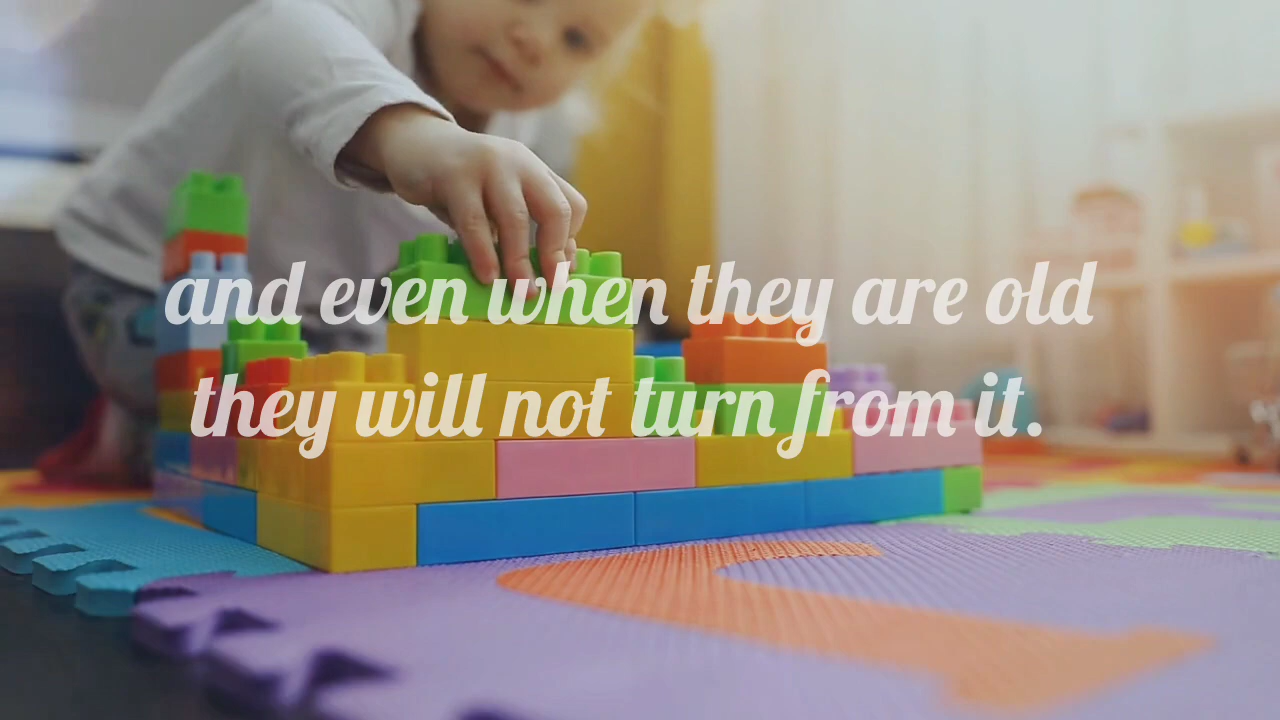 and even when they are old
they will not turn from it.